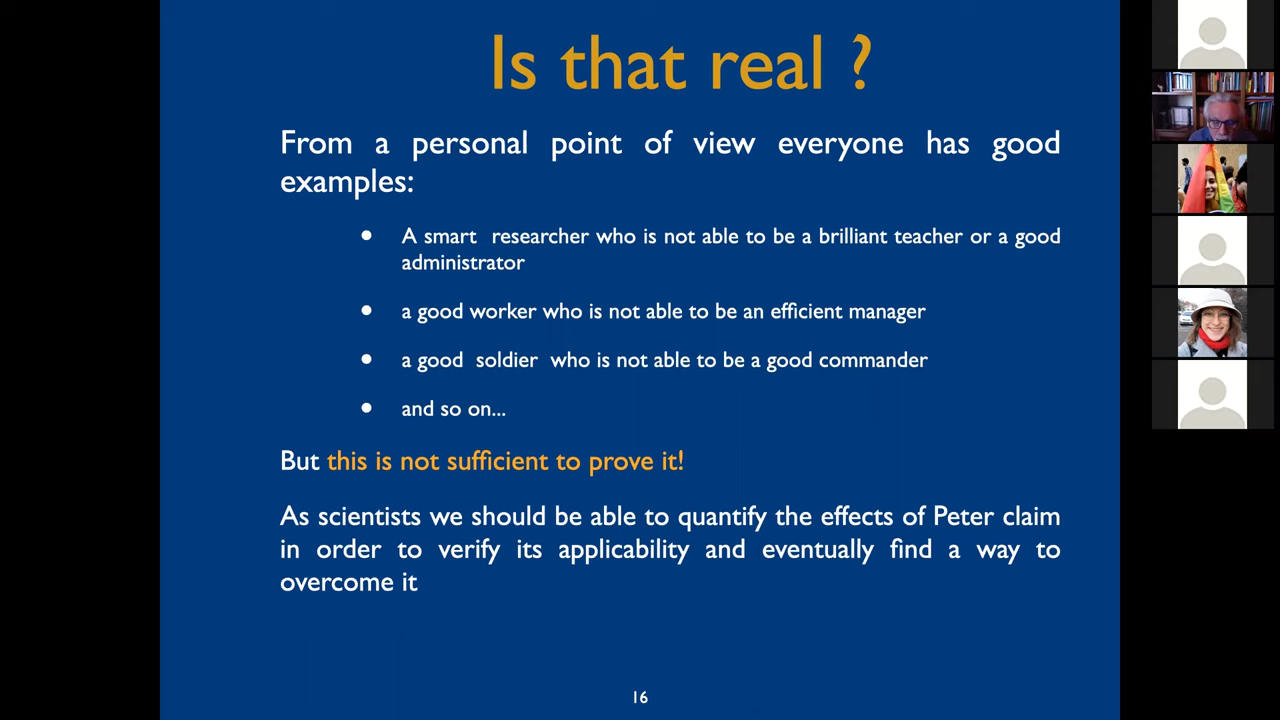 Is that real ?
From a personal point of view everyone has good
examples:
• A smart researcher who is not able to be a brilliant teacher or a good
administrator
• a good worker who is not able to be an efficient manager
• a good soldier who is not able to be a good commander
• and so on...
But this is not sufficient to prove it!
As scientists we should be able to quantify the effects of Peter claim
in order to verify its applicability and eventually find a way to
overcome it
16